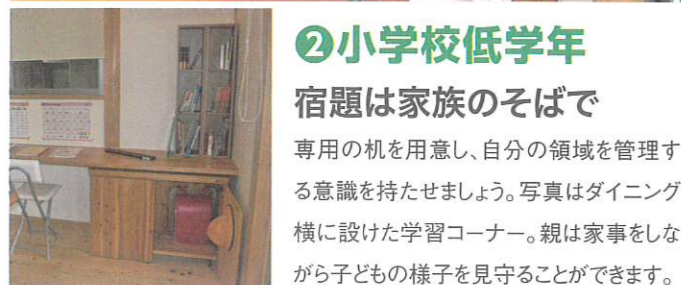 ❷小学校低学年
宿題は家族のそばで
専用の机を用意し、自分の領域を管理す
る意識を持たせましょう。写真はダイニング
横に設けた学習コーナー。親は家事をしな
がら子どもの様子を見守ることができます。